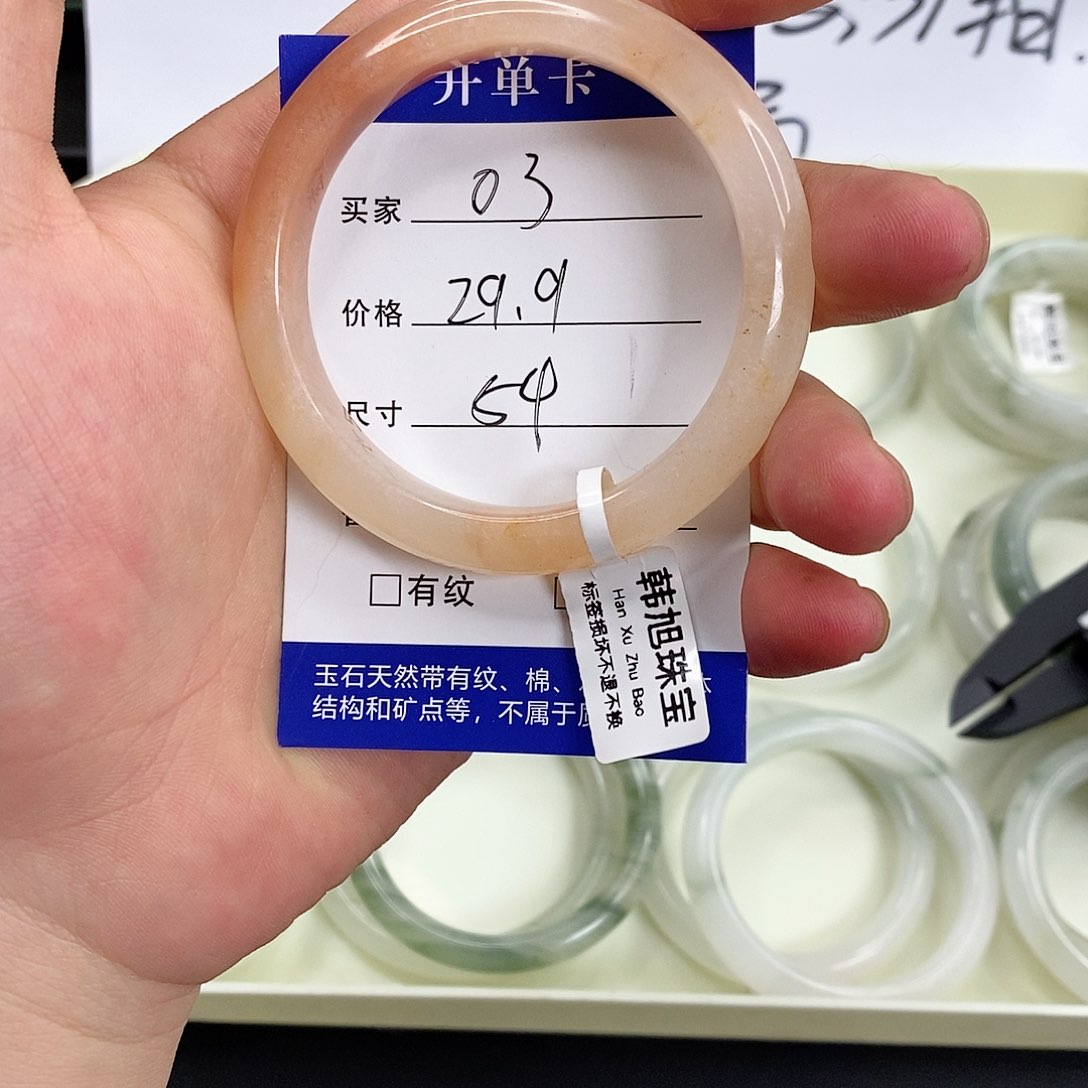 开单卡
买家 03
价格 29.9
尺寸 54
□有纹
玉石天然带有纹、棉、
结构和矿点等，不属于
韩旭珠宝
Han Xu Zhu Bao
标签损坏不退不换